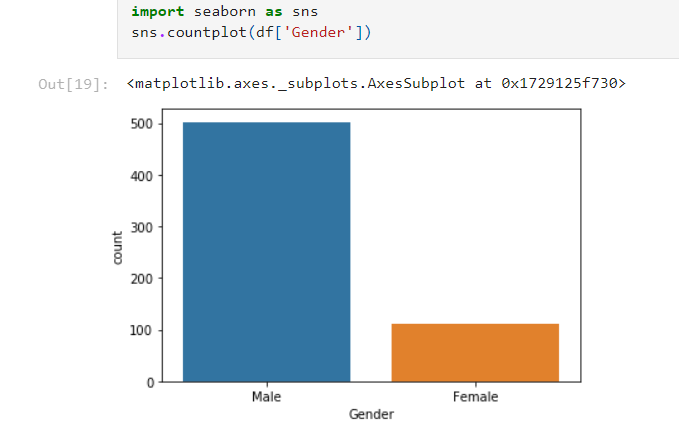 import seaborn as sns
sns.countplot(df['Gender'])
Out[19]: <matplotlib.axes._subplots.AxesSubplot at 0x1729125f730>
500
400
300
200
100
0
count
Male Female
Gender